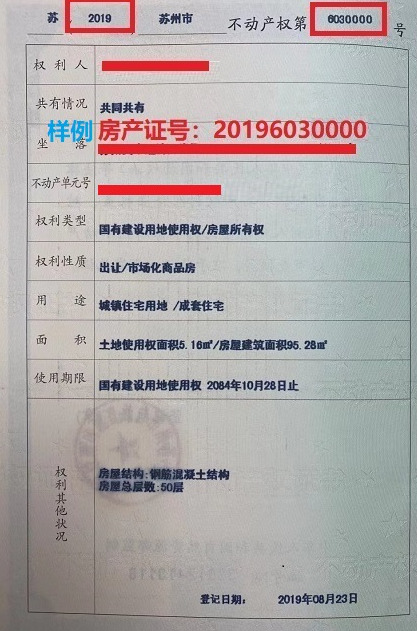 苏 2019 苏州市 不动产权第 6030000 号
权利人
共有情况 共同共有
样例 房产证号：20196030000
坐落
不动产单元号
权利类型 国有建设用地使用权/房屋所有权
权利性质 出让/市场化商品房
用途 城镇住宅用地 /成套住宅
面积 土地使用权面积5.16㎡/房屋建筑面积95.28㎡
使用期限 国有建设用地使用权 2084年10月28日止
权利其他状况
房屋结构:钢筋混凝土结构
房屋总层数:50层
登记日期： 2019年08月23日